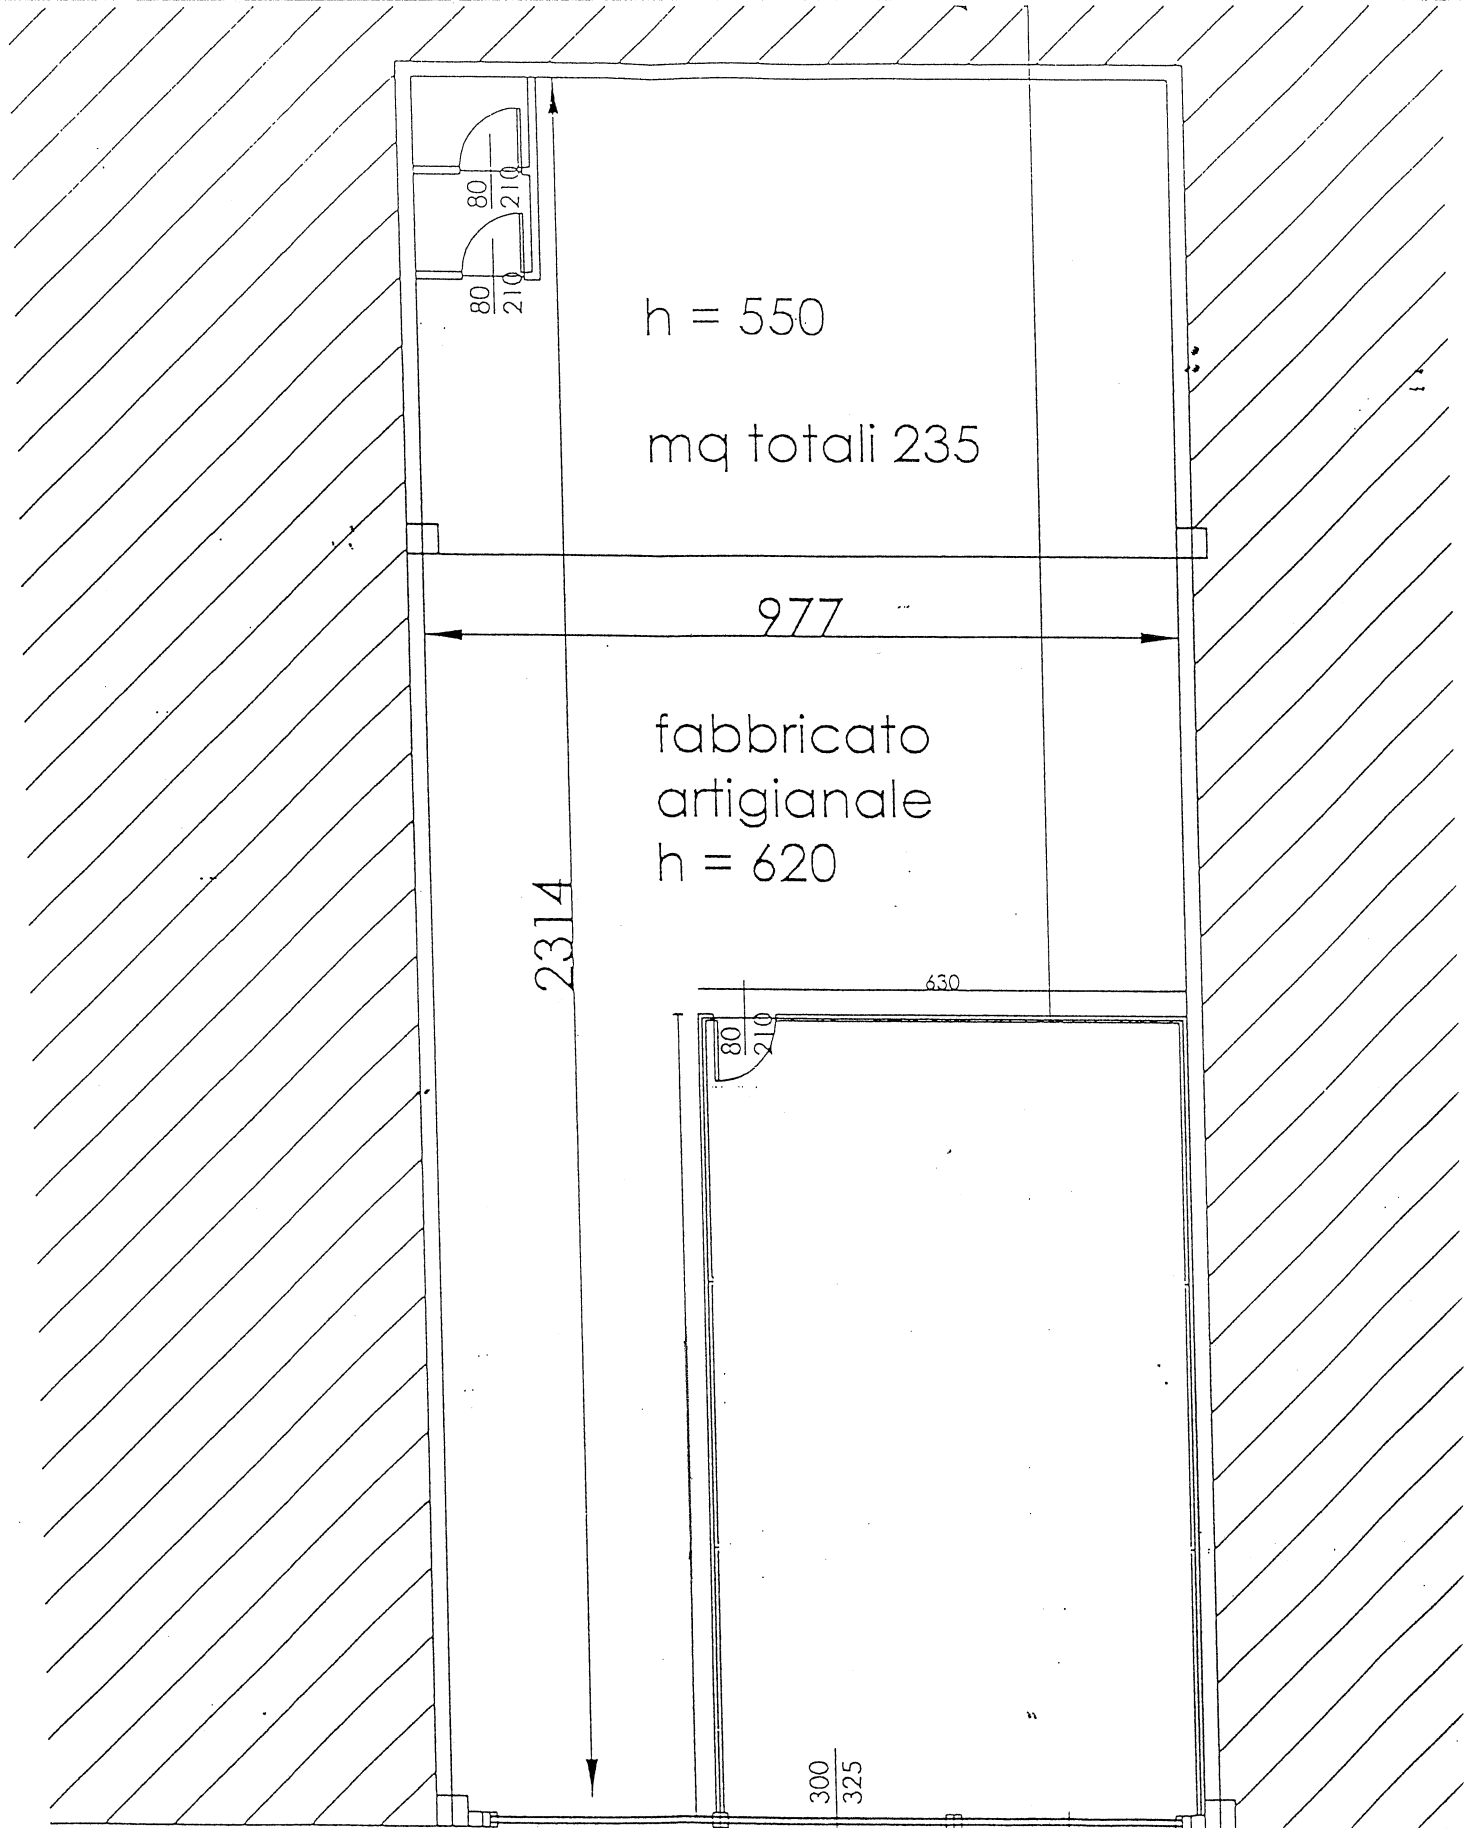 80
210
80
210
h = 550
mq totali 235
977
fabbricato
artigianale
h = 620
2314
630
80
210
300
325